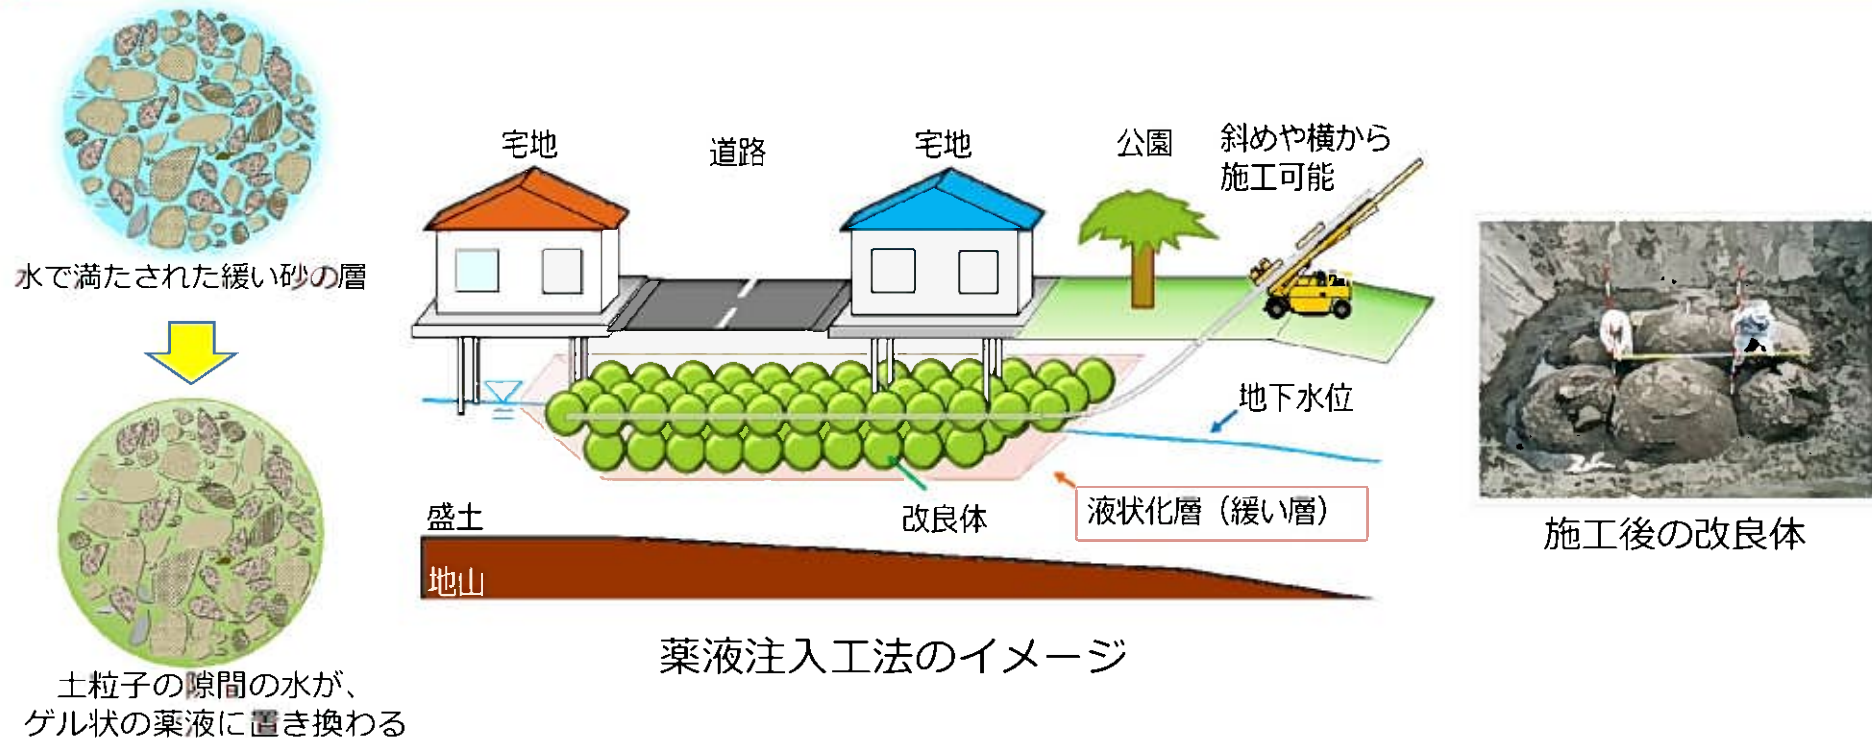 水で満たされた緩い砂の層
土粒子の隙間の水が、
ゲル状の薬液に置き換わる
宅地
道路
宅地
公園
斜めや横から
施工可能
地下水位
液状化層（緩い層）
改良体
盛土
地山
薬液注入工法のイメージ
施工後の改良体